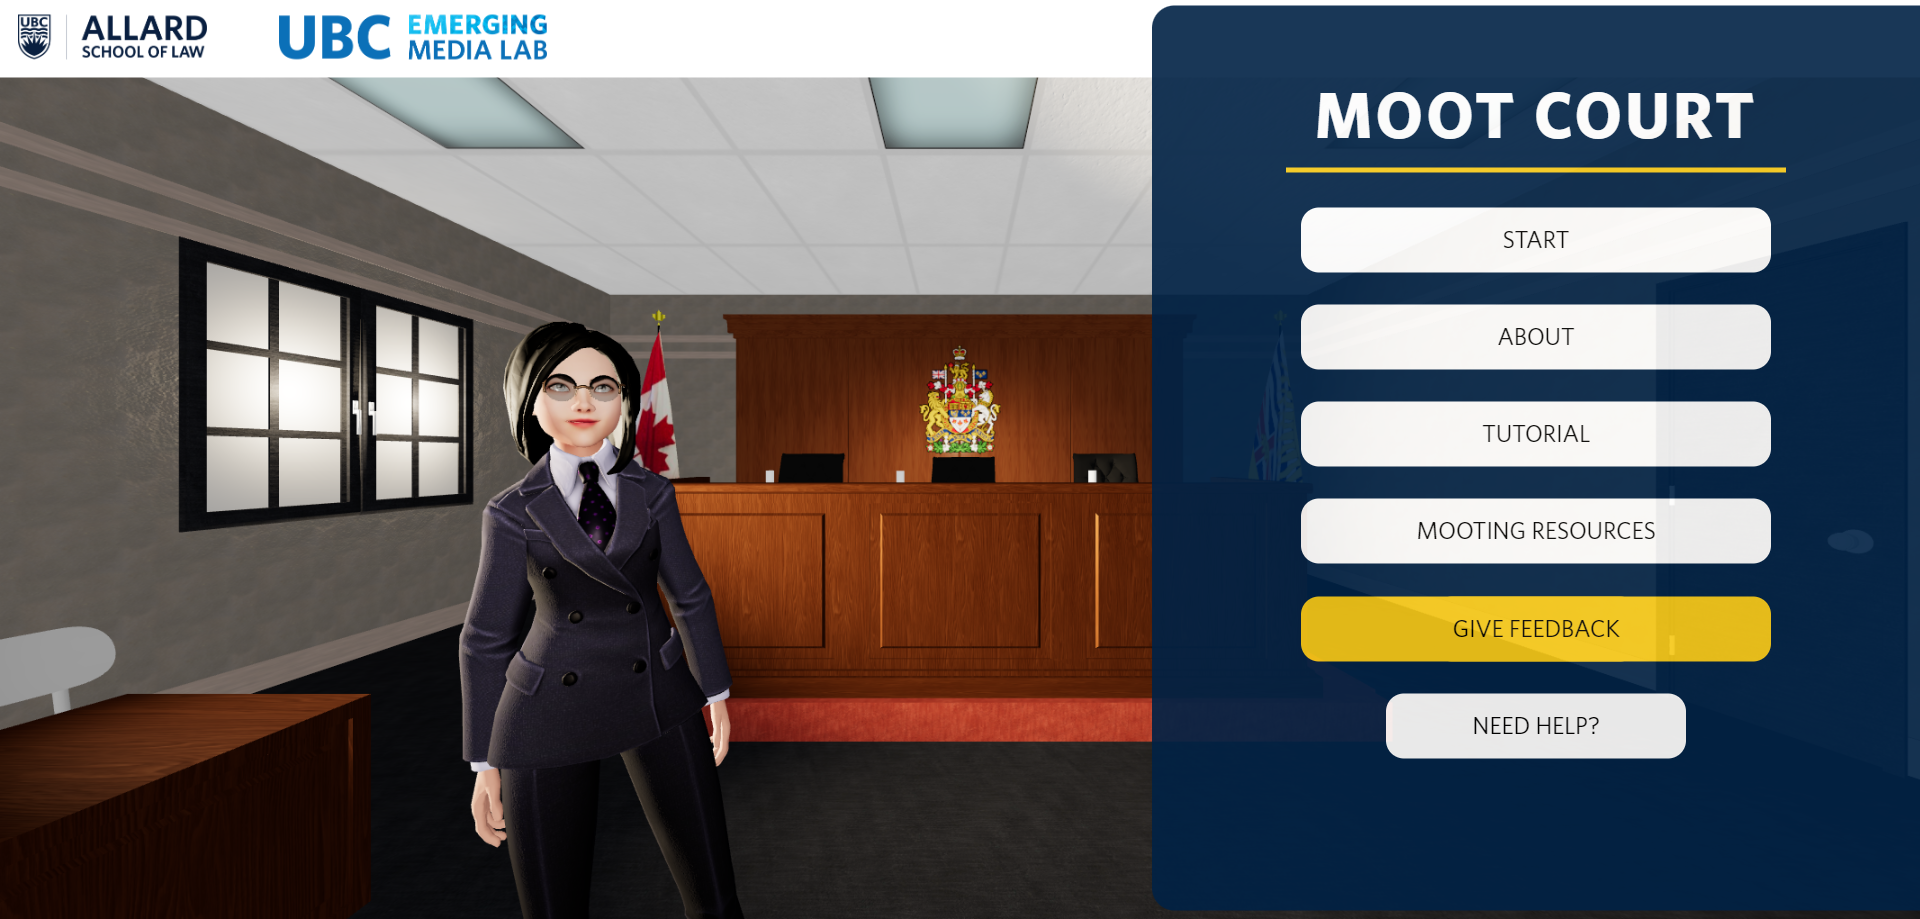 UBC
ALLARD
SCHOOL OF LAW
UBC
EMERGING
MEDIA LAB
MOOT COURT
START
ABOUT
TUTORIAL
MOOTING RESOURCES
GIVE FEEDBACK
NEED HELP?